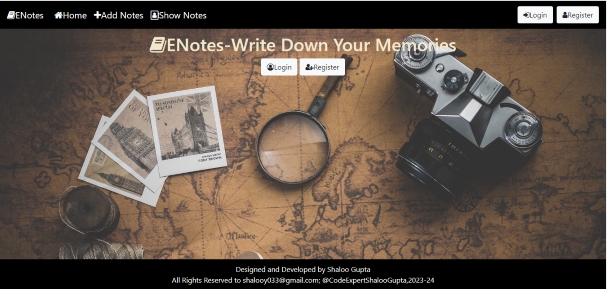 ENotes Home Add Notes Show Notes Login Register
ENotes-Write Down Your Memories
Login Register
Designed and Developed by Shaloo Gupta
All Rights Reserved to shalooy033@gmail.com; @CodeExpertShalooGupta,2023-24